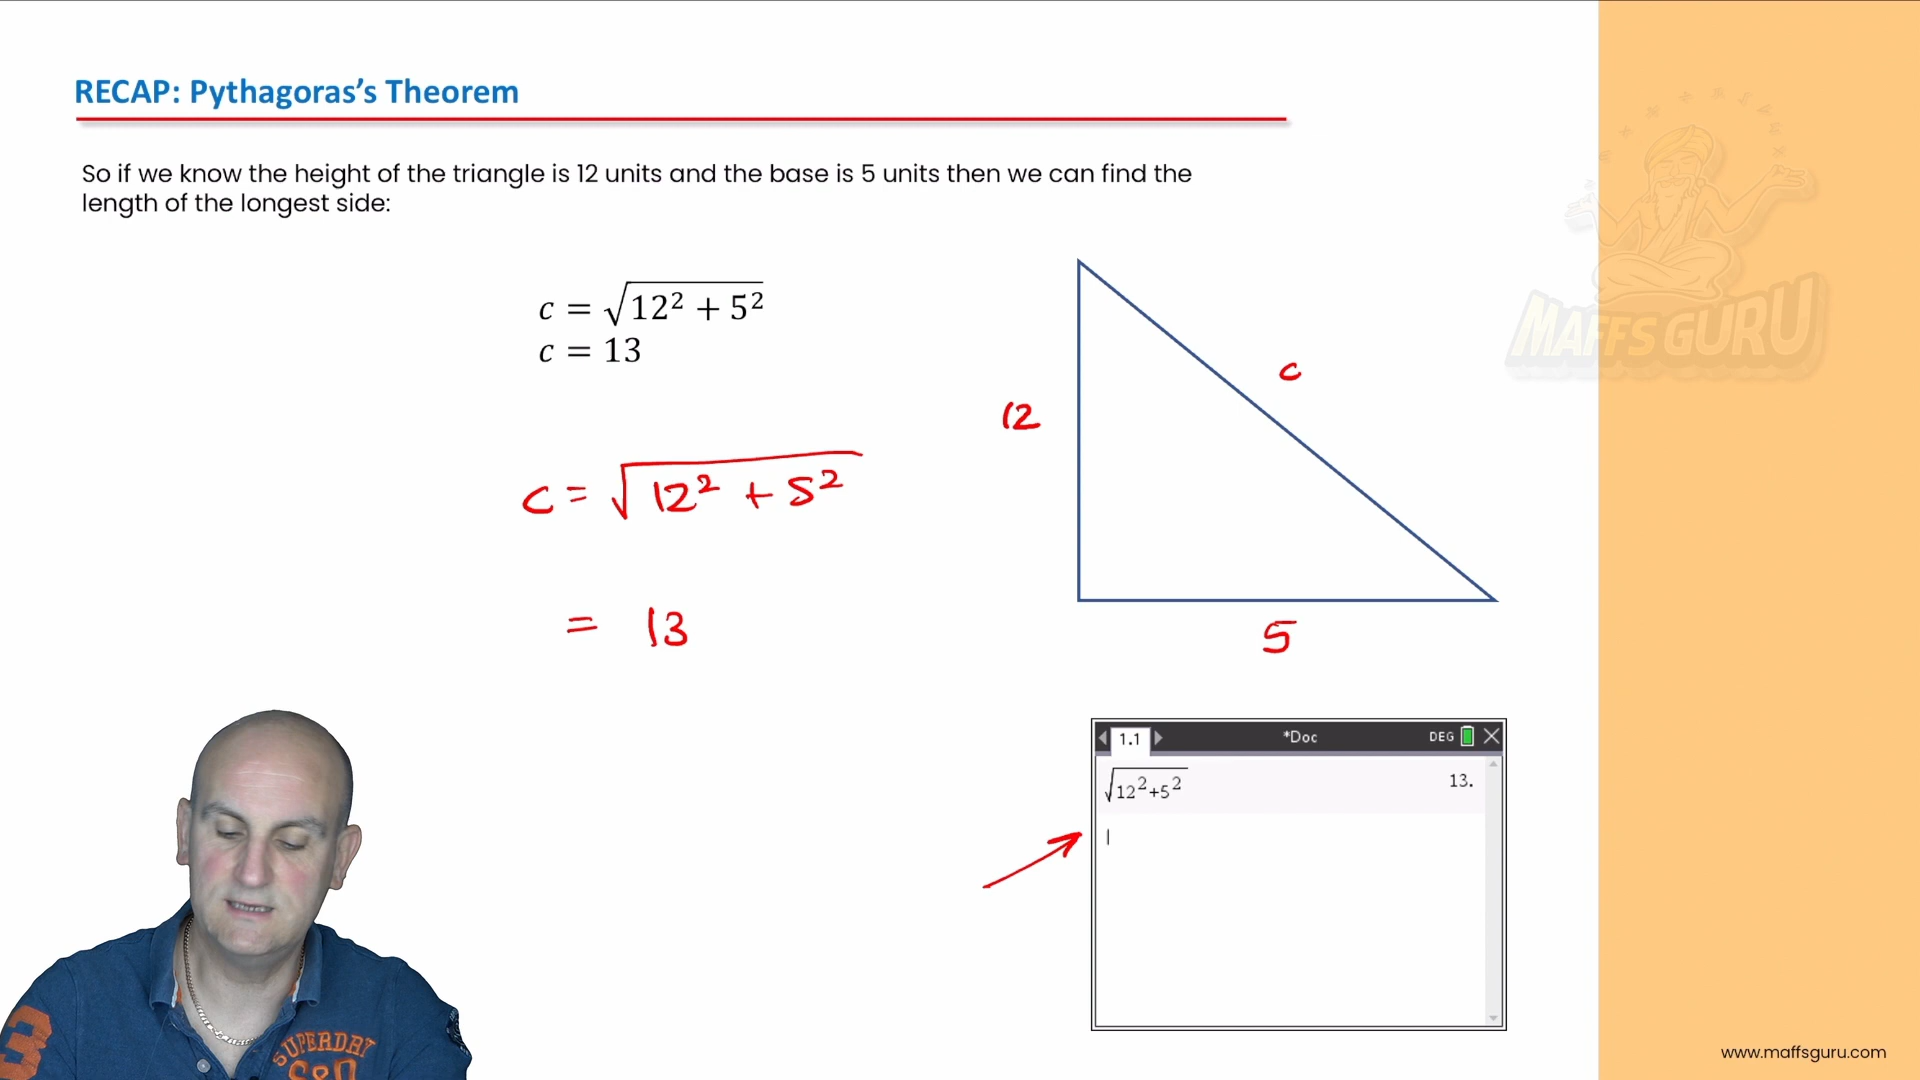 RECAP: Pythagoras’s Theorem
So if we know the height of the triangle is 12 units and the base is 5 units then we can find the
length of the longest side:
c = √12² + 5²
c = 13
c
12
c = √12² + 5²
= 13
5
1.1 *Doc DEG
√12²+5² 13.
MAFFS GURU
3
SUPERDRY
www.maffsguru.com